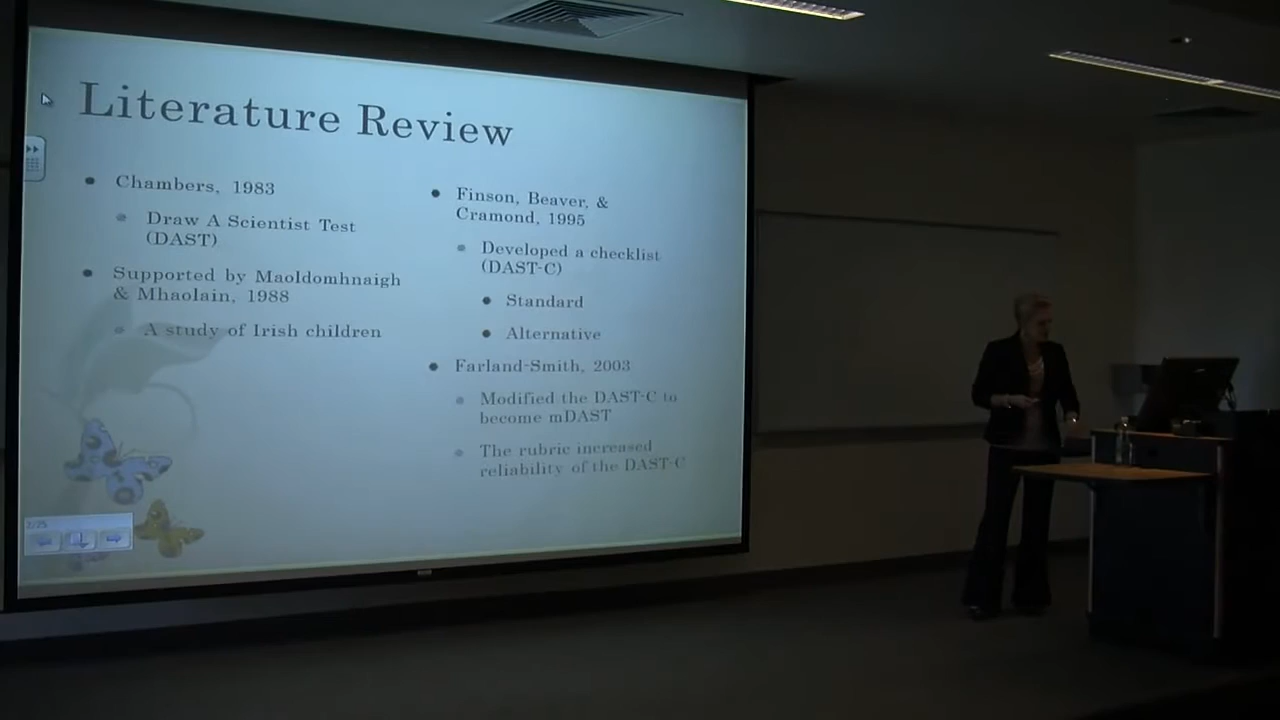 Literature Review
Chambers, 1983
Draw A Scientist Test
(DAST)
Supported by Maoldomhnaigh
& Mhaolain, 1988
A study of Irish children
Finson, Beaver, &
Cramond, 1995
Developed a checklist
(DAST-C)
Standard
Alternative
Farland-Smith, 2003
Modified the DAST-C to
become mDAST
The rubric increased
reliability of the DAST-C
2/25